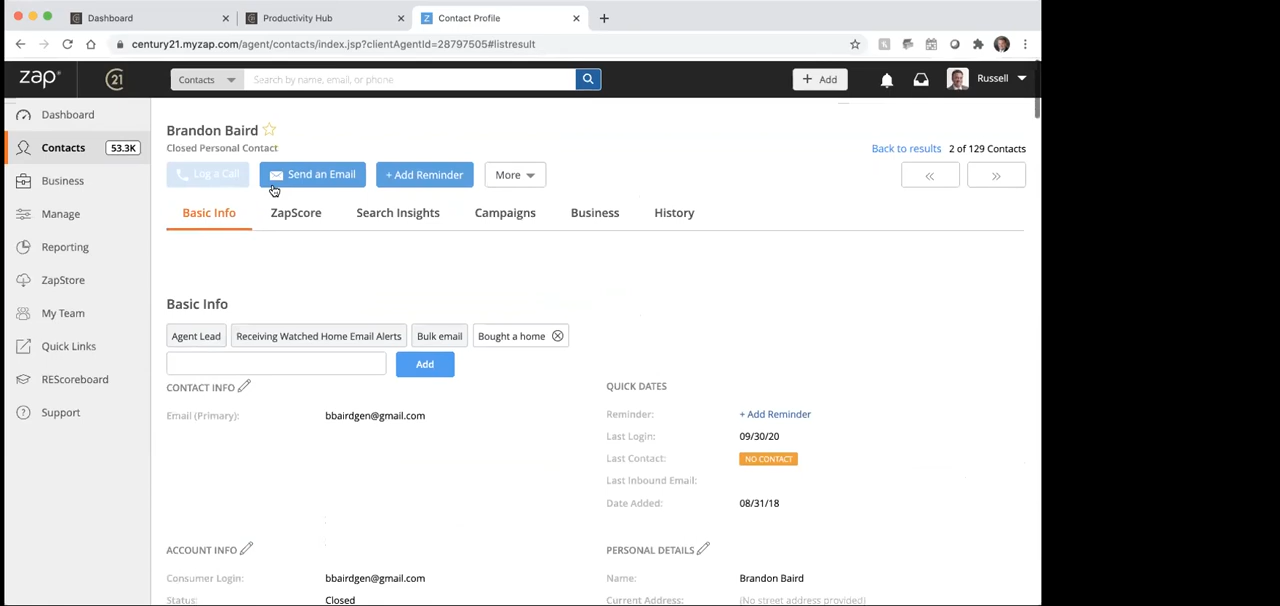 Dashboard
Productivity Hub
Contact Profile
century21.myzap.com/agent/contacts/index.jsp?clientAgentId=28797505#listresult
zap®
21
Contacts
Search by name, email, or phone
+ Add
Russell
Dashboard
Contacts 53.3K
Business
Manage
Reporting
ZapStore
My Team
Quick Links
REScoreboard
Support
Brandon Baird
Closed Personal Contact
Back to results 2 of 129 Contacts
Log a Call
Send an Email
+ Add Reminder
More
« »
Basic Info ZapScore Search Insights Campaigns Business History
Basic Info
Agent Lead Receiving Watched Home Email Alerts Bulk email Bought a home
Add
CONTACT INFO
Email (Primary): bbairdgen@gmail.com
QUICK DATES
Reminder: + Add Reminder
Last Login: 09/30/20
Last Contact: NO CONTACT
Last Inbound Email:
Date Added: 08/31/18
ACCOUNT INFO
Consumer Login: bbairdgen@gmail.com
Status: Closed
PERSONAL DETAILS
Name: Brandon Baird
Current Address: (No street address provided)